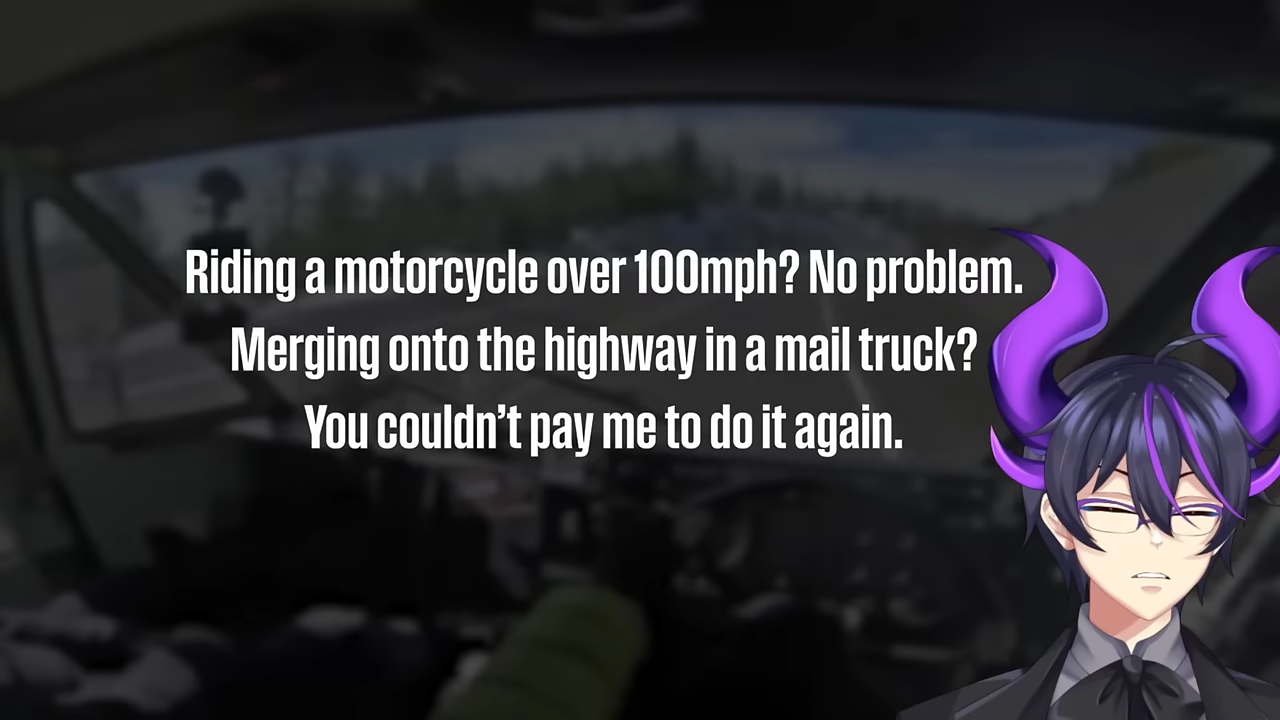 Riding a motorcycle over 100mph? No problem.
Merging onto the highway in a mail truck?
You couldn't pay me to do it again.